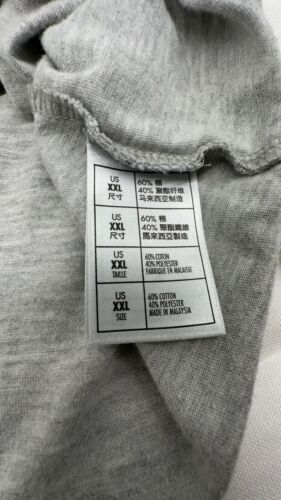 US
XXL
尺寸
60% 棉
40% 聚酯纤维
马来西亚制造
US
XXL
尺寸
60% 棉
40% 聚酯纖維
馬來西亞製造
US
XXL
TAILLE
60% COTON
40% POLYESTER
FABRIQUÉ EN MALAISIE
US
XXL
SIZE
60% COTTON
40% POLYESTER
MADE IN MALAYSIA